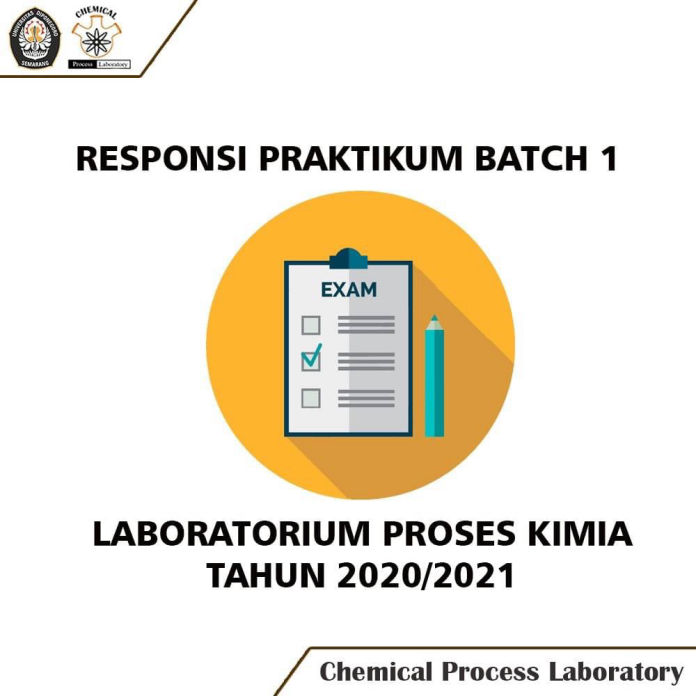 UNIVERSITAS DIPONEGORO
SEMARANG
CHEMICAL
Process Laboratory
RESPONSI PRAKTIKUM BATCH 1
EXAM
LABORATORIUM PROSES KIMIA
TAHUN 2020/2021
Chemical Process Laboratory